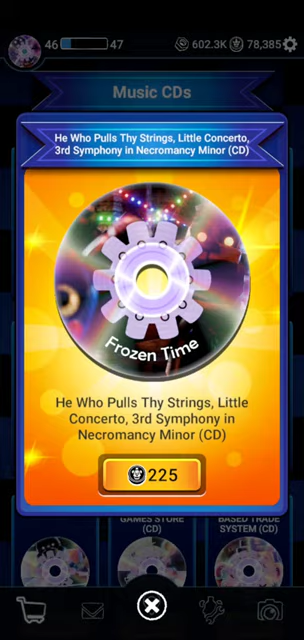 46 47 602.3K 78,385
Music CDs
He Who Pulls Thy Strings, Little Concerto,
3rd Symphony in Necromancy Minor (CD)
Frozen Time
He Who Pulls Thy Strings, Little
Concerto, 3rd Symphony in
Necromancy Minor (CD)
225
GAMES STORE
(CD)
BASED TRADE
SYSTEM (CD)